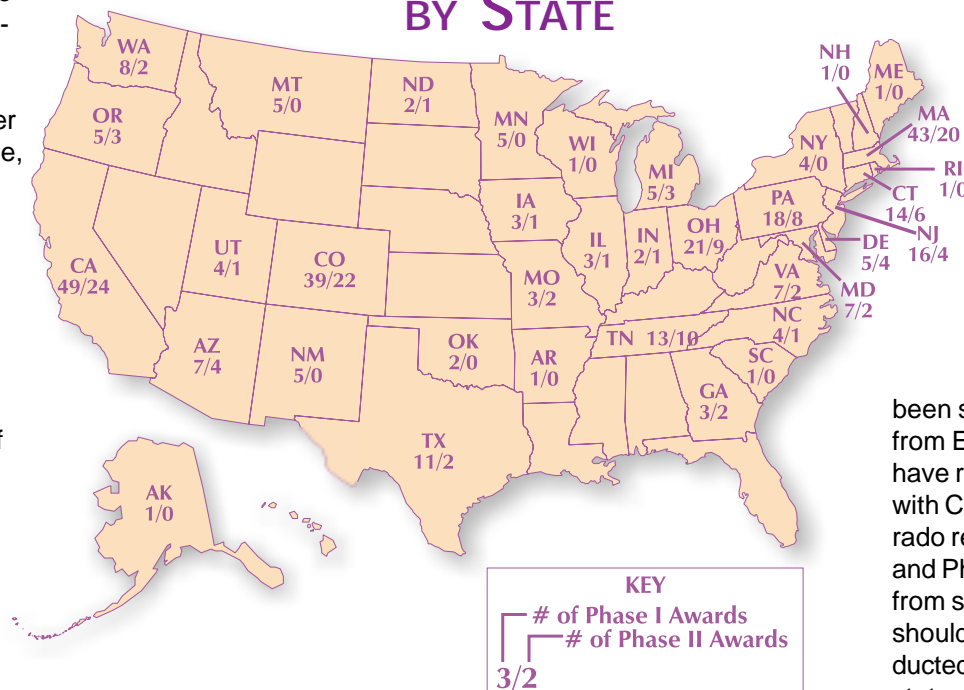 BY STATE
WA
8/2
OR
5/3
MT
5/0
ND
2/1
MN
5/0
WI
1/0
MI
5/3
NH
1/0
ME
1/0
MA
43/20
NY
4/0
RI
CT
14/6
NJ
16/4
PA
18/8
DE
5/4
MD
7/2
CA
49/24
UT
4/1
CO
39/22
IA
3/1
IL
3/1
IN
2/1
OH
21/9
MO
3/2
VA
7/2
NC
4/1
TN 13/10
SC
1/0
GA
3/2
AZ
7/4
NM
5/0
OK
2/0
AR
1/0
TX
11/2
AK
1/0
KEY
# of Phase I Awards
# of Phase II Awards
3/2
er
e,
f
been s
from E
have r
with C
rado re
and Ph
from s
should
ducted